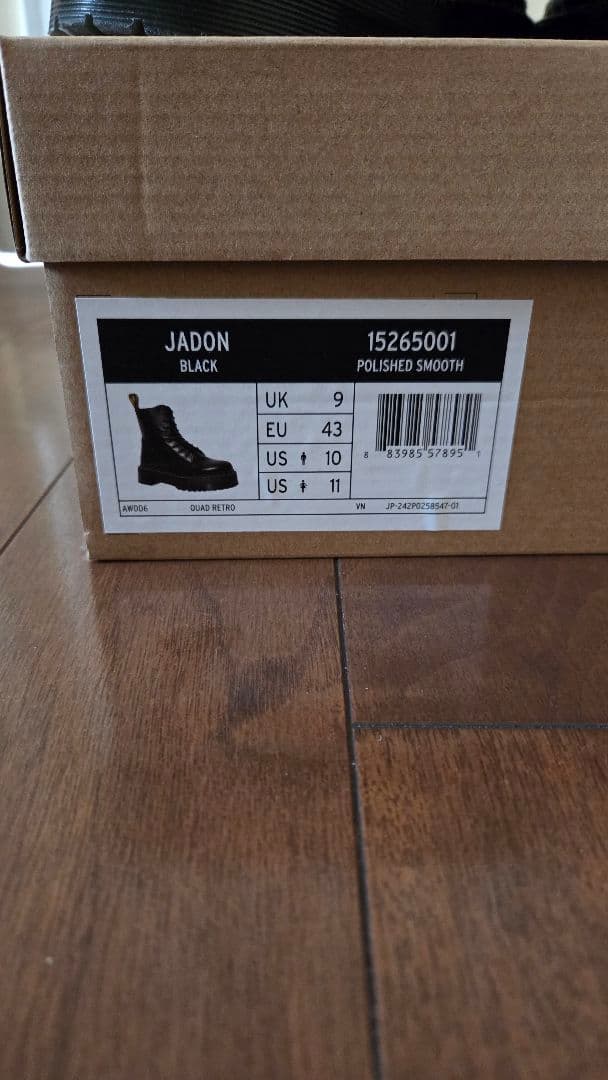 JADON 15265001
BLACK POLISHED SMOOTH
UK 9
EU 43
US 10
US 11
8 83985 57895 1
AW006 QUAD RETRO VN JP-242P0258547-01